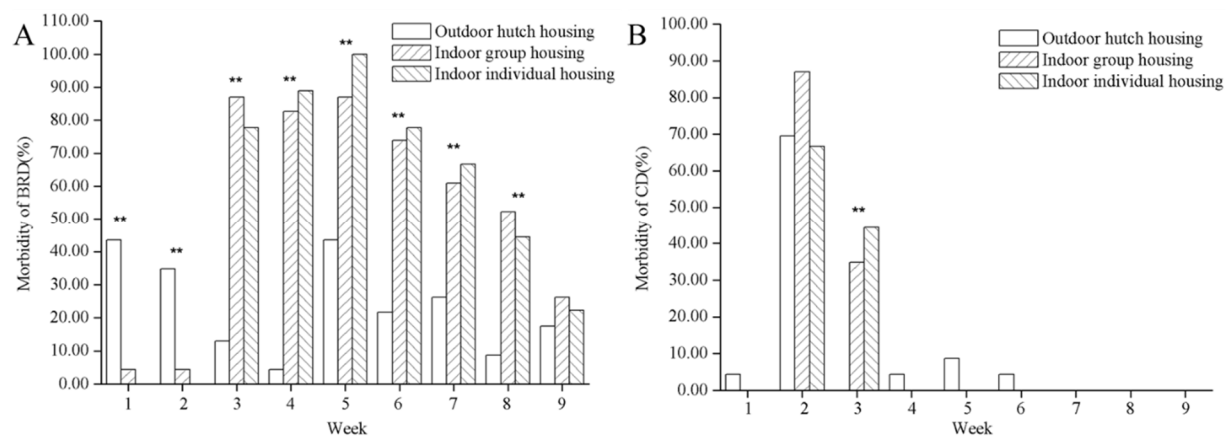 A
110.00
100.00
90.00
80.00
70.00
60.00
50.00
40.00
30.00
20.00
10.00
0.00
Morbidity of BRD(%)
Outdoor hutch housing
Indoor group housing
Indoor individual housing
**
**
**
**
**
**
**
**
1 2 3 4 5 6 7 8 9
Week
B
100.00
90.00
80.00
70.00
60.00
50.00
40.00
30.00
20.00
10.00
0.00
Morbidity of CD(%)
Outdoor hutch housing
Indoor group housing
Indoor individual housing
**
1 2 3 4 5 6 7 8 9
Week